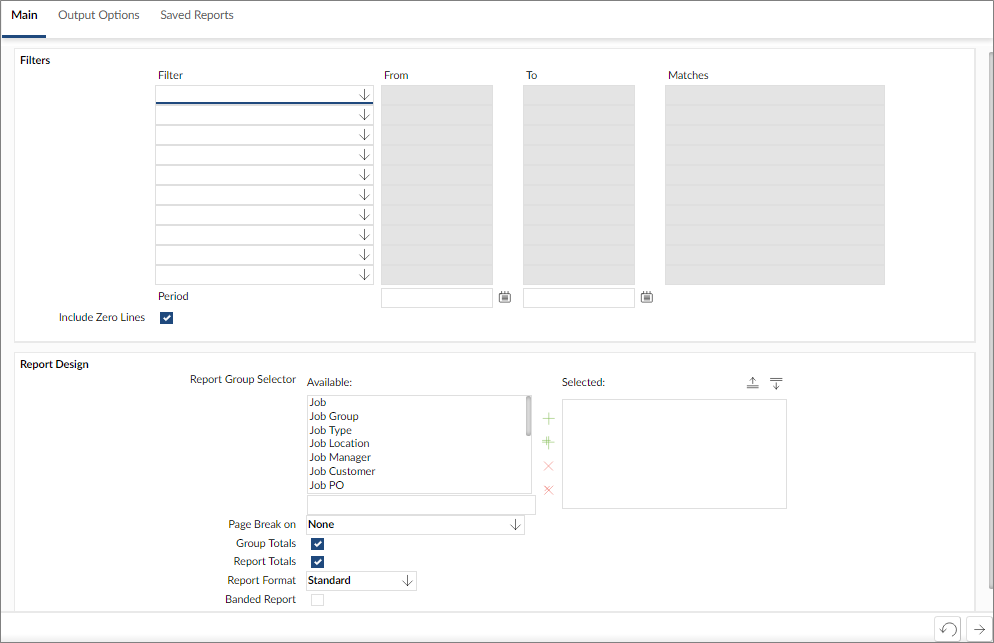 Main Output Options Saved Reports
Filters
Filter From To Matches
Period
Include Zero Lines
Report Design
Report Group Selector Available: Selected:
Job
Job Group
Job Type
Job Location
Job Manager
Job Customer
Job PO
Page Break on None
Group Totals
Report Totals
Report Format Standard
Banded Report